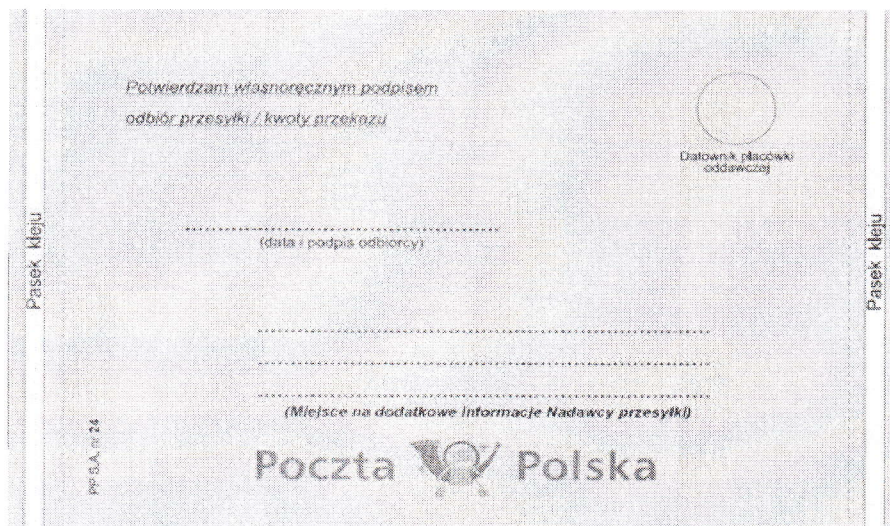 Potwierdzam własnoręcznym podpisem
odbiór przesyłki / kwoty przekazu
Datownik placówki
oddawczej
(data i podpis odbiorcy)
Pasek kleju
Pasek kleju
(Miejsce na dodatkowe informacje Nadawcy przesyłki)
PP S.A. nr 24
Poczta Polska